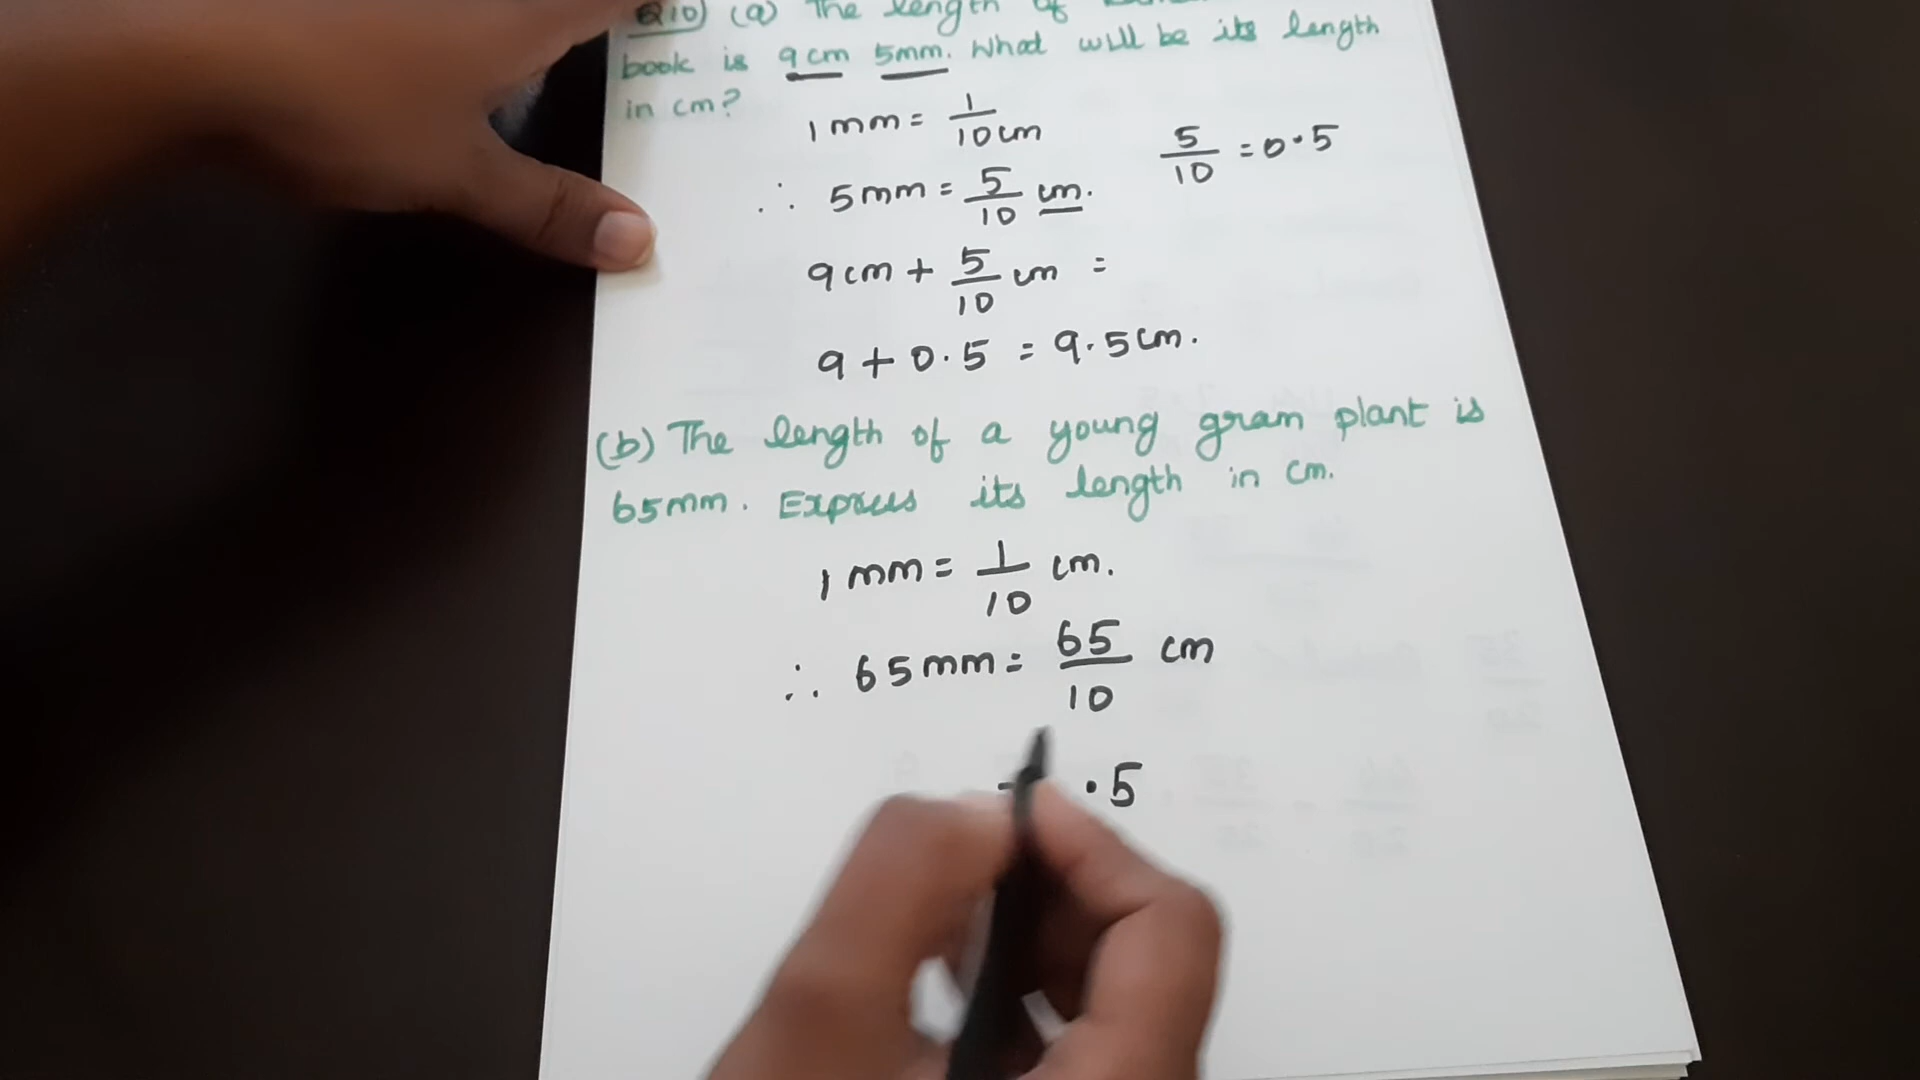 Q10) (a) The length of
book is 9cm 5mm. What will be its length
in cm?
1mm = 1/10 cm
∴ 5mm = 5/10 cm.
5/10 = 0.5
9cm + 5/10 cm =
9 + 0.5 = 9.5cm.
(b) The length of a young gram plant is
65mm. Express its length in cm.
1 mm = 1/10 cm.
∴ 65mm = 65/10 cm
.5